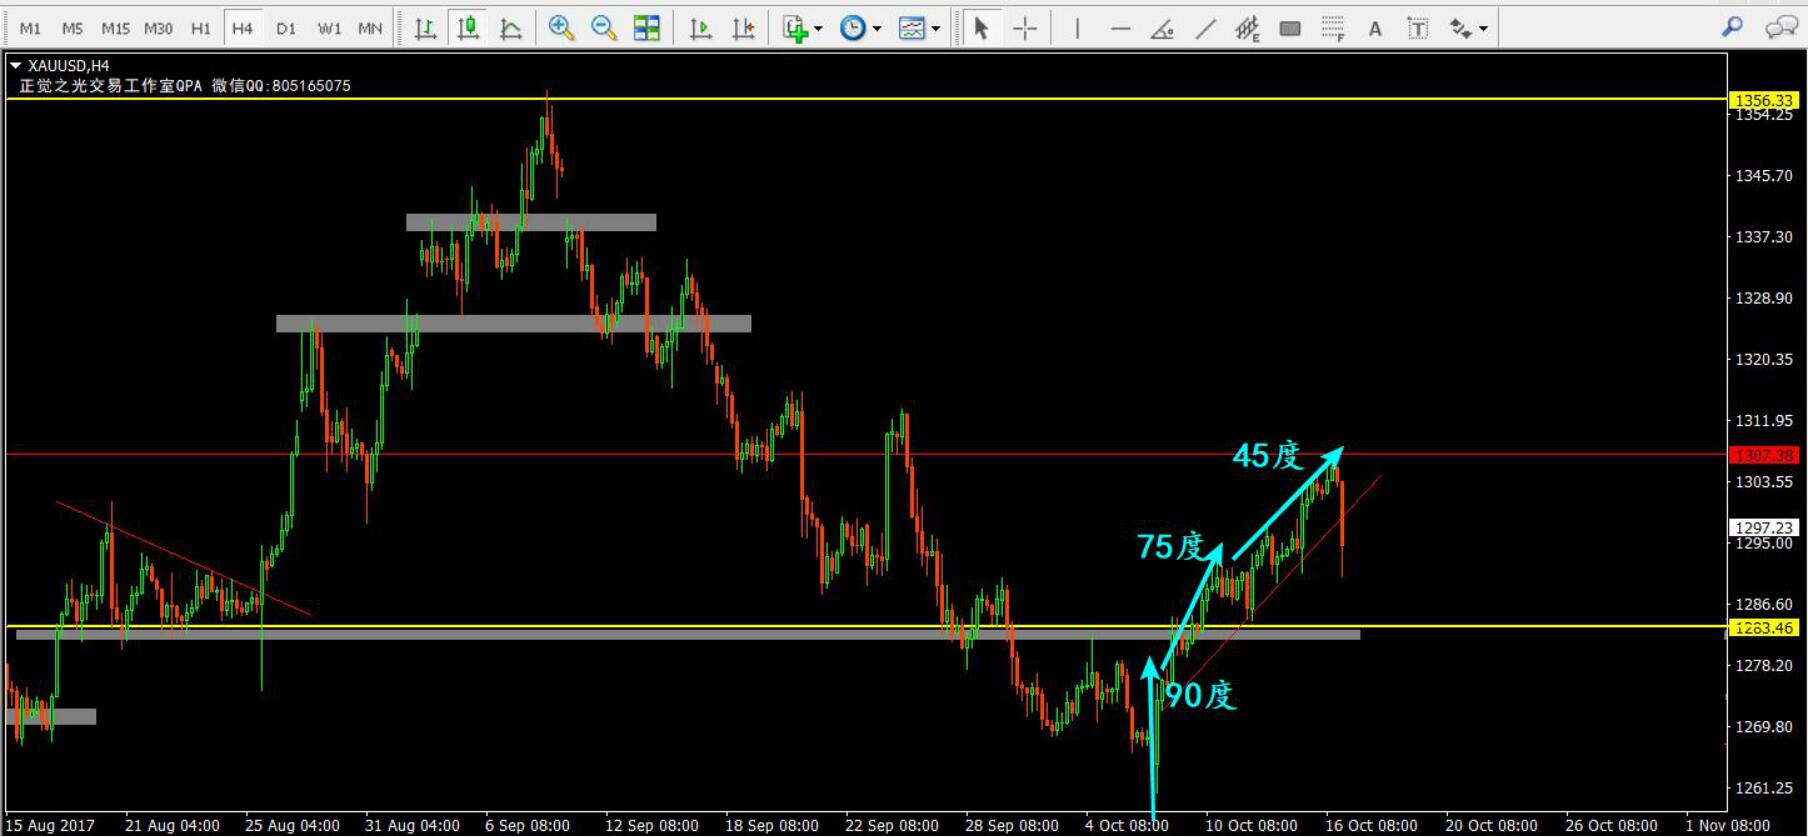 M1 M5 M15 M30 H1 H4 D1 W1 MN E F A T
XAUUSD,H4
正觉之光交易工作室QPA 微信QQ:805165075
1356.33
1354.25
1345.70
1337.30
1328.90
1320.35
1311.95
45度
1307.38
1303.55
1297.23
75度
1295.00
1286.60
1283.46
1278.20
90度
1269.80
1261.25
15 Aug 2017 21 Aug 04:00 25 Aug 04:00 31 Aug 04:00 6 Sep 08:00 12 Sep 08:00 18 Sep 08:00 22 Sep 08:00 28 Sep 08:00 4 Oct 08:00 10 Oct 08:00 16 Oct 08:00 20 Oct 08:00 26 Oct 08:00 1 Nov 08:00